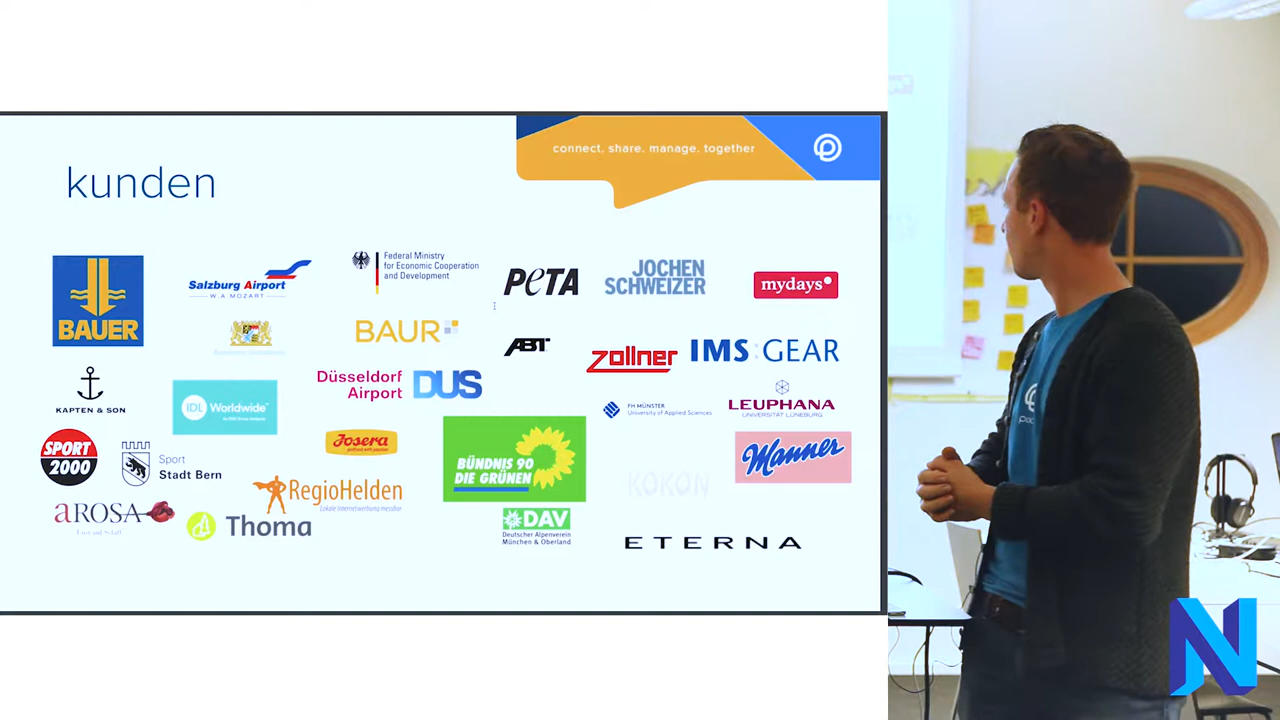 connect. share. manage. together
kunden
BAUER
Salzburg Airport
W. A. MOZART
Federal Ministry
for Economic Cooperation
and Development
PeTA
JOCHEN
SCHWEIZER
mydays
BAUR
ABT
zollner
IMS:GEAR
KAPTEN & SON
IDL Worldwide™
Düsseldorf
Airport
DUS
FH MÜNSTER
University of Applied Sciences
LEUPHANA
UNIVERSITÄT LÜNEBURG
SPORT
2000
Sport
Stadt Bern
Josera
BÜNDNIS 90
DIE GRÜNEN
Manner
KOKON
aROSA
RegioHelden
Lokale Internetwerbung messbar
Thoma
DAV
Deutscher Alpenverein
München & Oberland
ETERNA
N